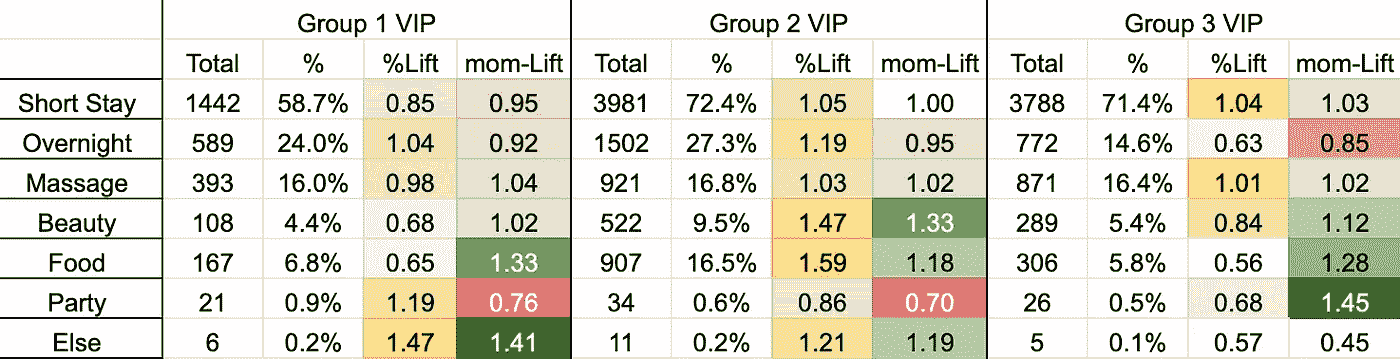 Group 1 VIP Group 2 VIP Group 3 VIP
Total % %Lift mom-Lift Total % %Lift mom-Lift Total % %Lift mom-Lift
Short Stay 1442 58.7% 0.85 0.95 3981 72.4% 1.05 1.00 3788 71.4% 1.04 1.03
Overnight 589 24.0% 1.04 0.92 1502 27.3% 1.19 0.95 772 14.6% 0.63 0.85
Massage 393 16.0% 0.98 1.04 921 16.8% 1.03 1.02 871 16.4% 1.01 1.02
Beauty 108 4.4% 0.68 1.02 522 9.5% 1.47 1.33 289 5.4% 0.84 1.12
Food 167 6.8% 0.65 1.33 907 16.5% 1.59 1.18 306 5.8% 0.56 1.28
Party 21 0.9% 1.19 0.76 34 0.6% 0.86 0.70 26 0.5% 0.68 1.45
Else 6 0.2% 1.47 1.41 11 0.2% 1.21 1.19 5 0.1% 0.57 0.45